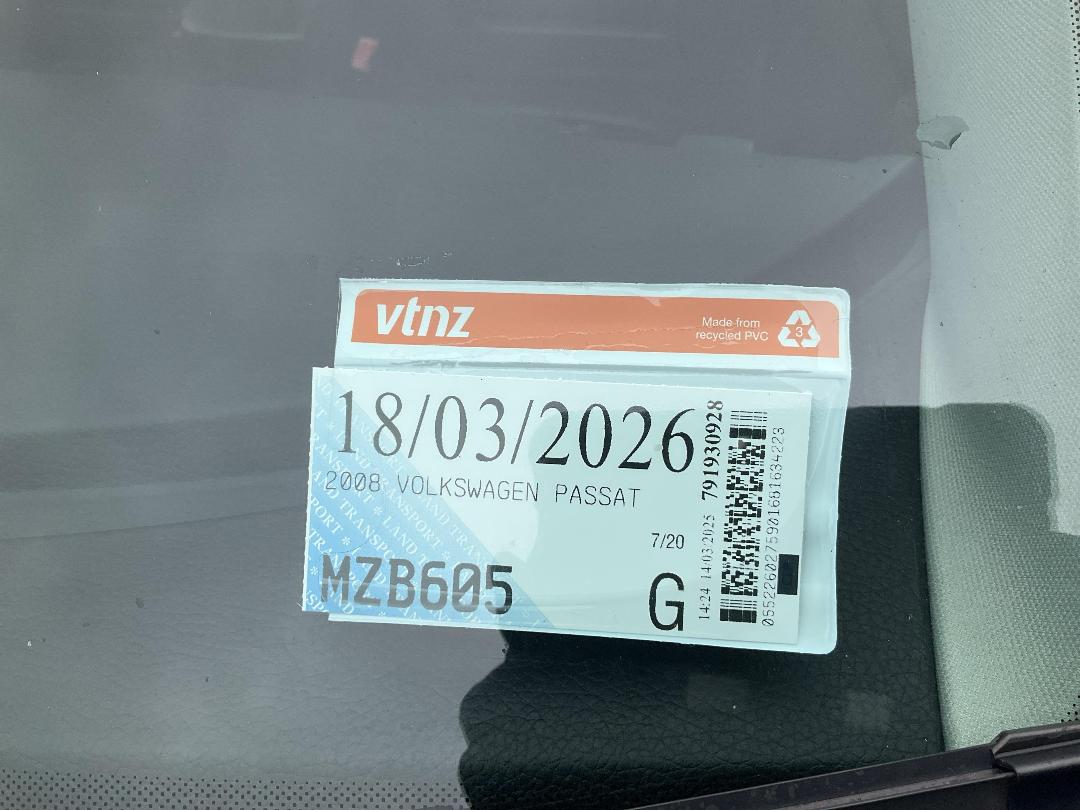 vtnz
Made from
recycled PVC
3
18/03/2026
2008 VOLKSWAGEN PASSAT
7/20
MZB605
G
14:24 14/03/2025 791930928